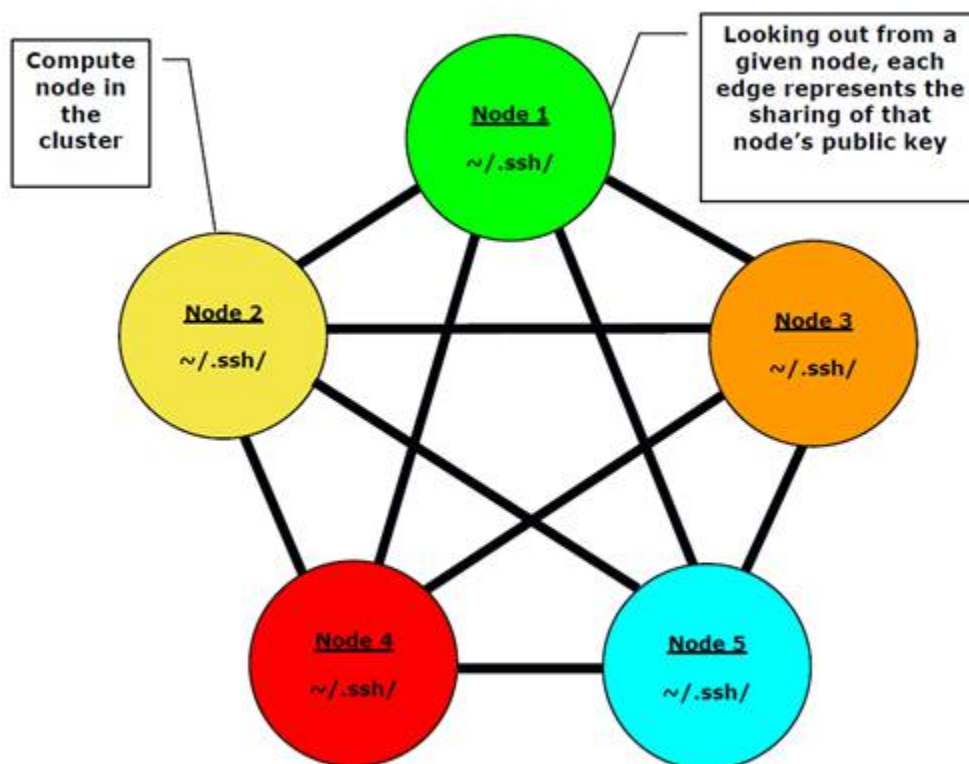 Compute
node in
the
cluster
Looking out from a
given node, each
edge represents the
sharing of that
node’s public key
Node 1
~/.ssh/
Node 2
~/.ssh/
Node 3
~/.ssh/
Node 4
~/.ssh/
Node 5
~/.ssh/